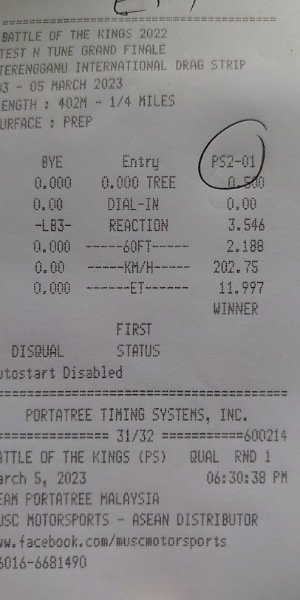 ================================
BATTLE OF THE KINGS 2022
TEST N TUNE GRAND FINALE
TERENGGANU INTERNATIONAL DRAG STRIP
03 - 05 MARCH 2023
LENGTH : 402M - 1/4 MILES
SURFACE : PREP
BYE Entry PS2-01
0.000 0.000 TREE 0.500
0.00 DIAL-IN 0.00
-LB3- REACTION 3.546
0.000 ------60FT----- 2.188
0.00 -----KM/H----- 202.75
0.000 ------ET----- 11.997
WINNER
FIRST
DISQUAL STATUS
utostart Disabled
================================
PORTATREE TIMING SYSTEMS, INC.
============== 31/32 ===========600214
ATTLE OF THE KINGS (PS) QUAL RND 1
arch 5, 2023 06:30:38 PM
EAM PORTATREE MALAYSIA
MUSC MOTORSPORTS - ASEAN DISTRIBUTOR
ww.facebook.com/muscmotorsports
6016-6681490